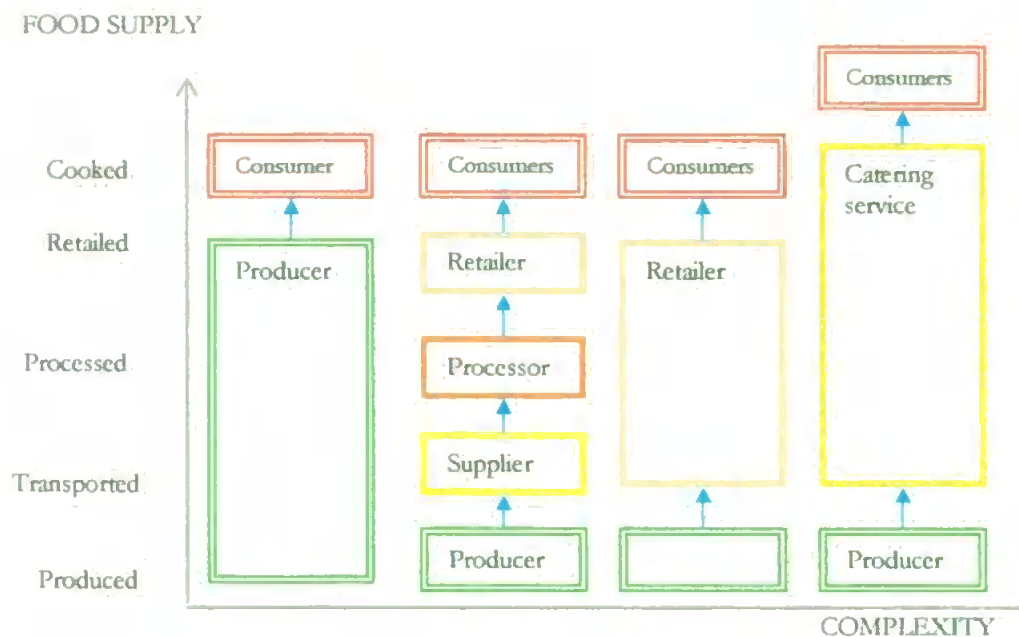 FOOD SUPPLY
Consumers
Cooked
Consumer
Consumers
Consumers
Catering
service
Retailed
Producer
Retailer
Retailer
Processed
Processor
Transported
Supplier
Produced
Producer
Producer
COMPLEXITY